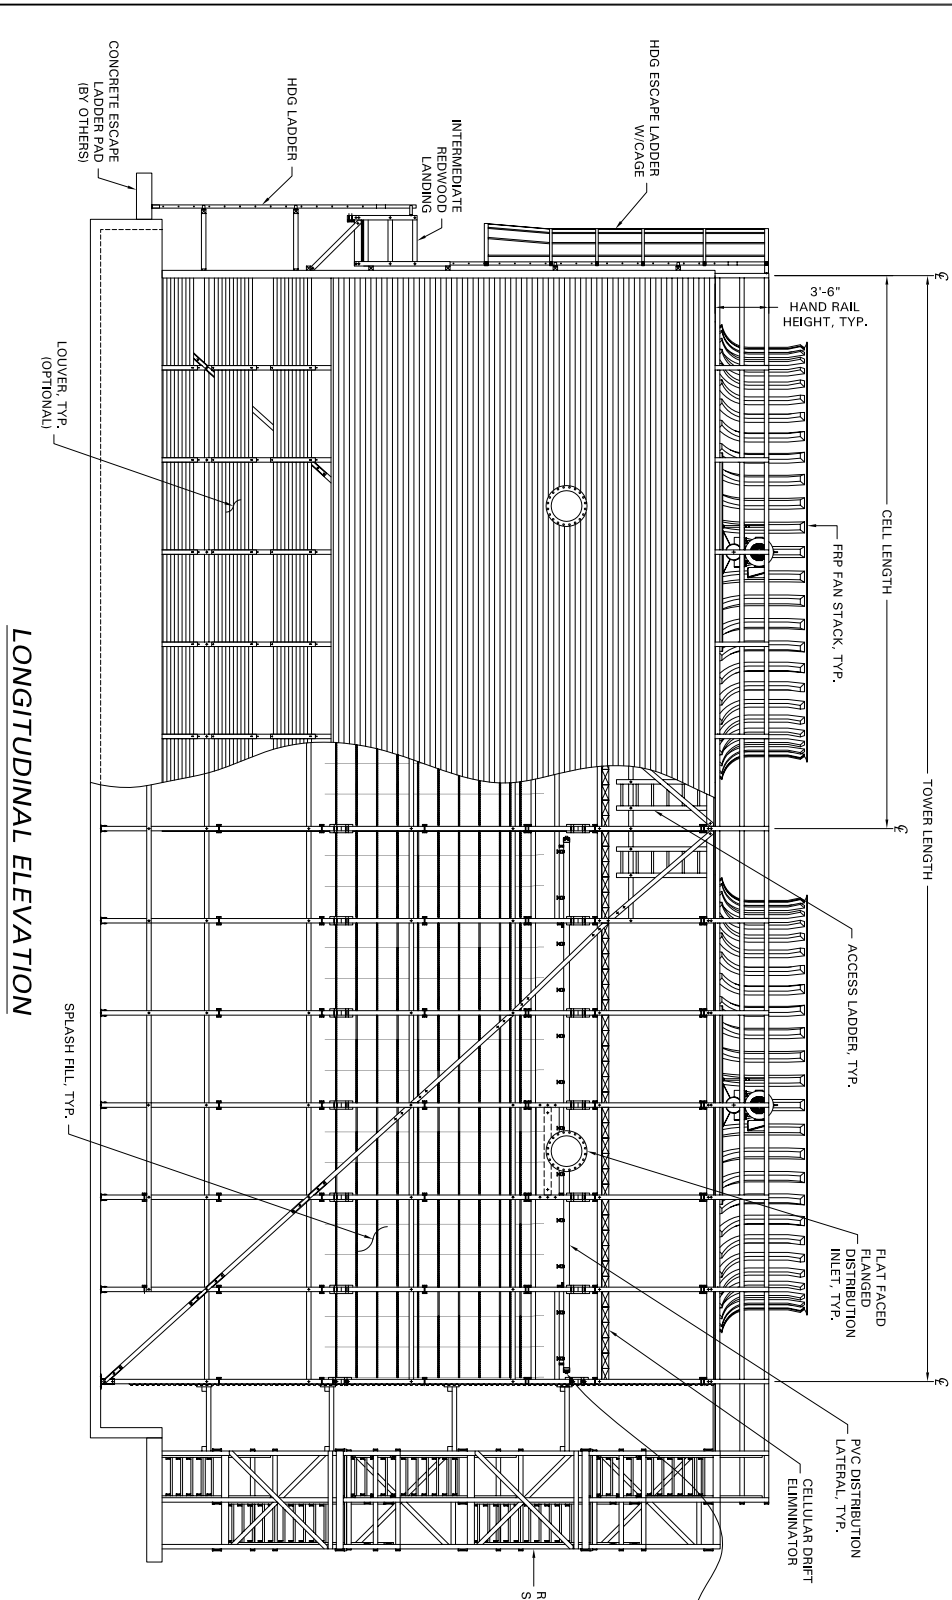 TOWER LENGTH
CELL LENGTH
3'-6"
HAND RAIL
HEIGHT, TYP.
FRP FAN STACK, TYP.
ACCESS LADDER, TYP.
FLAT FACED
FLANGED
DISTRIBUTION
INLET, TYP.
PVC DISTRIBUTION
LATERAL, TYP.
CELLULAR DRIFT
ELIMNINATOR
HDG ESCAPE LADDER
W/CAGE
INTERMEDIATE
REDWOOD
LANDING
HDG LADDER
CONCRETE ESCAPE
LADDER PAD
(BY OTHERS)
LOUVER, TYP.
(OPTIONAL)
SPLASH FILL, TYP.
R
S
LONGITUDINAL ELEVATION